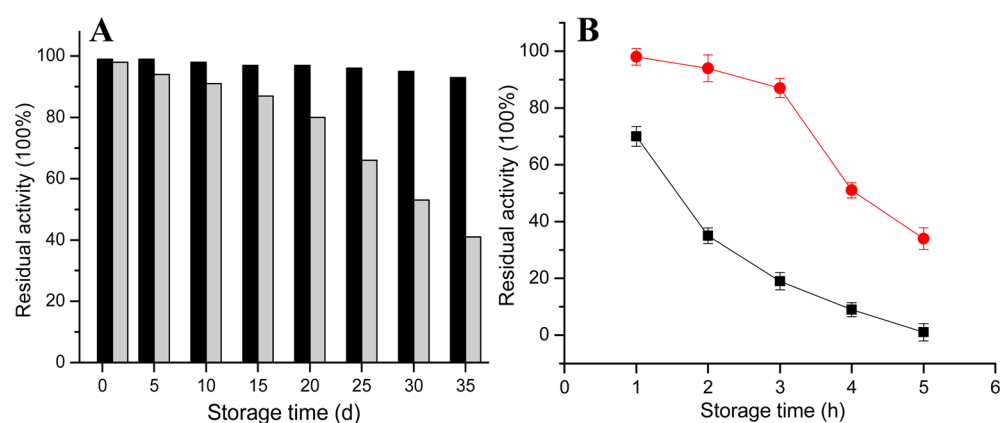 A
Residual activity (100%)
100
80
60
40
20
0
0 5 10 15 20 25 30 35
Storage time (d)
B
Residual activity (100%)
100
80
60
40
20
0
0 1 2 3 4 5 6
Storage time (h)